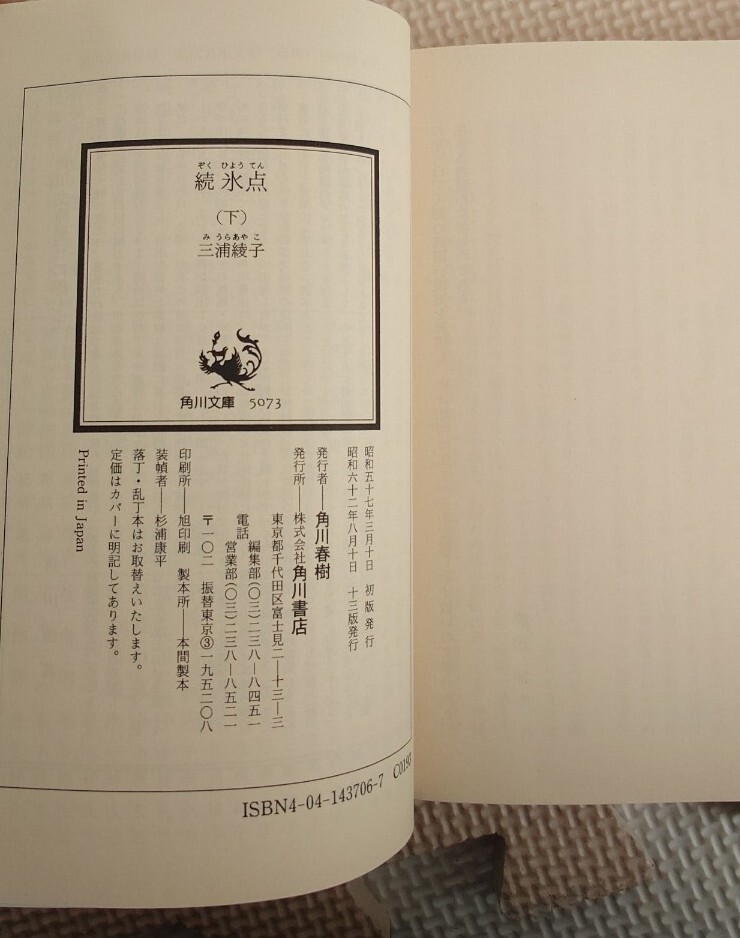 ぞく ひょう てん
続 氷点
(下)
み うらあや こ
三浦綾子
角川文庫 5073
昭和五十七年三月十日 初版発行
昭和六十二年八月十日 十三版発行
発行者―角川春樹
発行所―株式会社角川書店
東京都千代田区富士見二―十三―三
電話
編集部(〇三)二三八―八四五一
営業部(〇三)二三八―八五二一
〒一〇二 振替東京③一九五二〇八
印刷所―旭印刷 製本所―本間製本
装幀者―杉浦康平
落丁・乱丁本はお取替えいたします。
定価はカバーに明記してあります。
Printed in Japan
ISBN4-04-143706-7 C0193